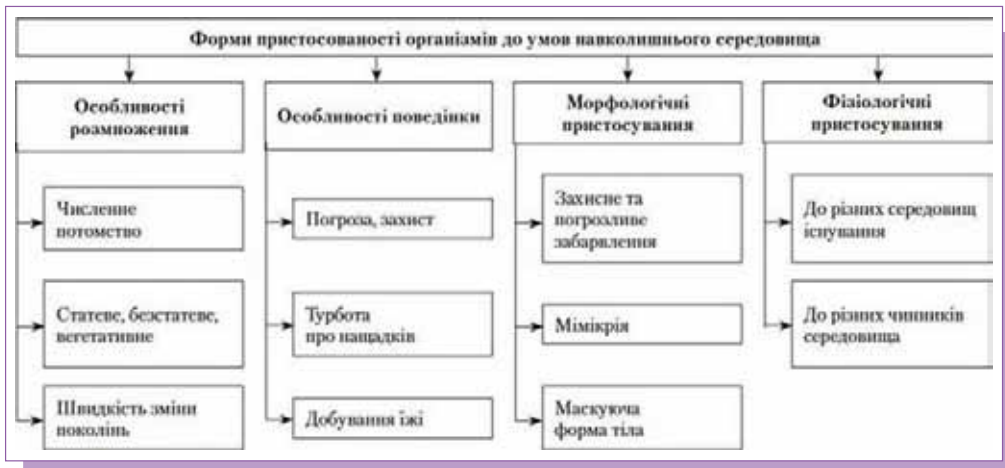 Форми пристосованості організмів до умов навколишнього середовища
Особливості
розмноження
Численне
потомство
Статеве, безстатеве,
вегетативне
Швидкість зміни
поколінь
Особливості поведінки
Погроза, захист
Турбота
про нащадків
Добування їжі
Морфологічні
пристосування
Захисне та
погрозливе
забарвлення
Мімікрія
Маскуюча
форма тіла
Фізіологічні
пристосування
До різних середовищ
існування
До різних чинників
середовища